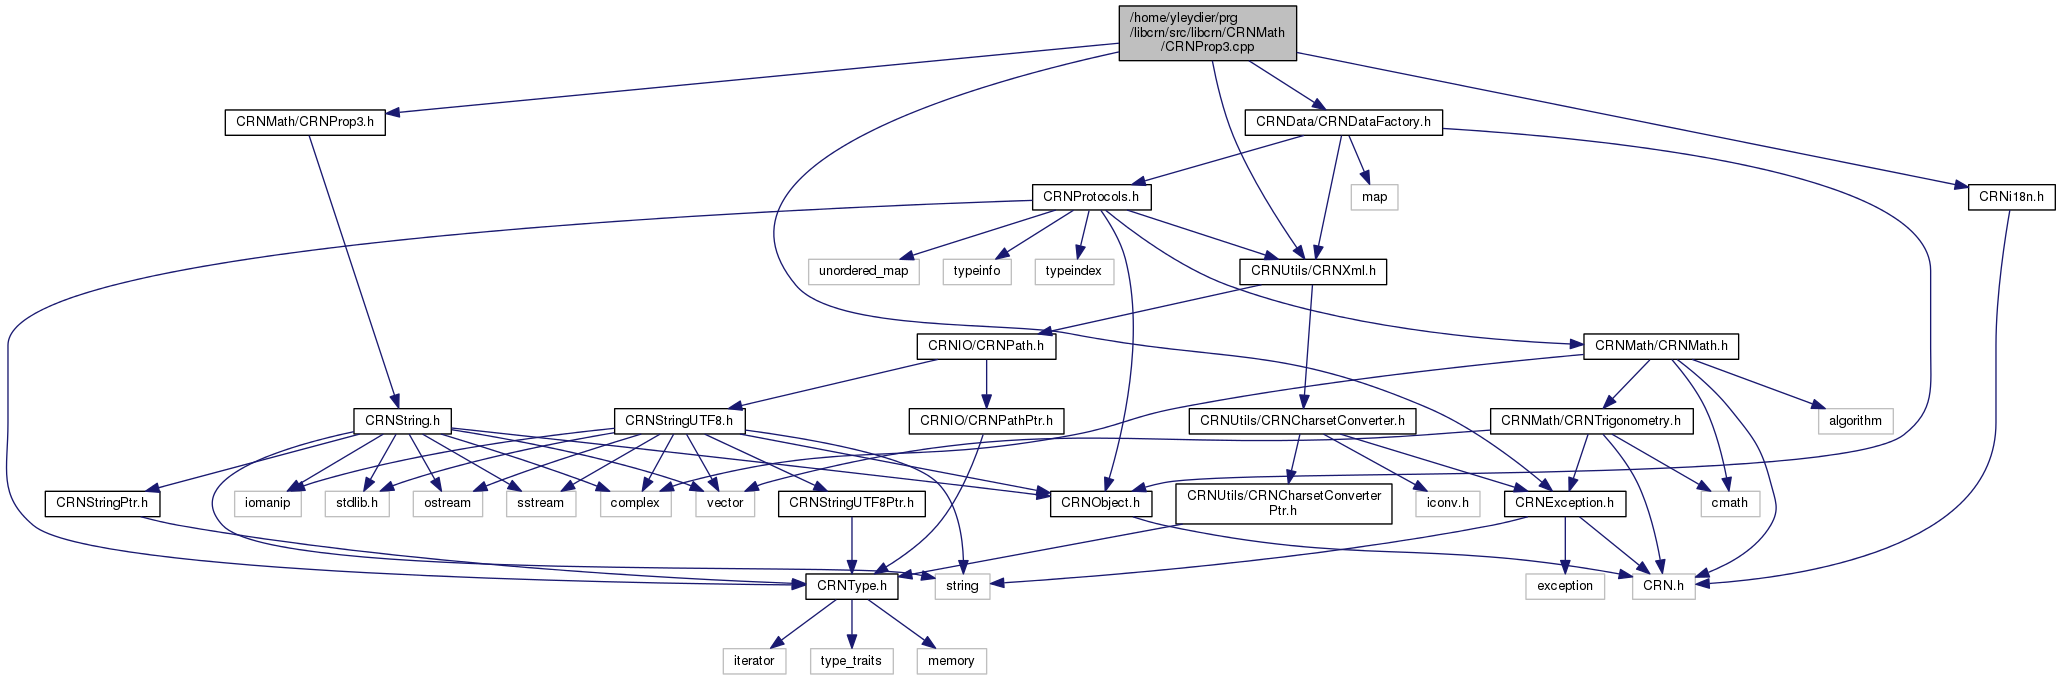 /home/yleydier/prg
/libcrn/src/libcrn/CRNMath
/CRNProp3.cpp
CRNMath/CRNProp3.h
CRNData/CRNDataFactory.h
CRNProtocols.h
map
CRNi18n.h
unordered_map
typeinfo
typeindex
CRNUtils/CRNXml.h
CRNIO/CRNPath.h
CRNMath/CRNMath.h
CRNString.h
CRNStringUTF8.h
CRNIO/CRNPathPtr.h
CRNUtils/CRNCharsetConverter.h
CRNMath/CRNTrigonometry.h
algorithm
CRNStringPtr.h
iomanip
stdlib.h
ostream
sstream
complex
vector
CRNStringUTF8Ptr.h
CRNObject.h
CRNUtils/CRNCharsetConverter
Ptr.h
iconv.h
CRNException.h
cmath
CRNType.h
string
exception
CRN.h
iterator
type_traits
memory